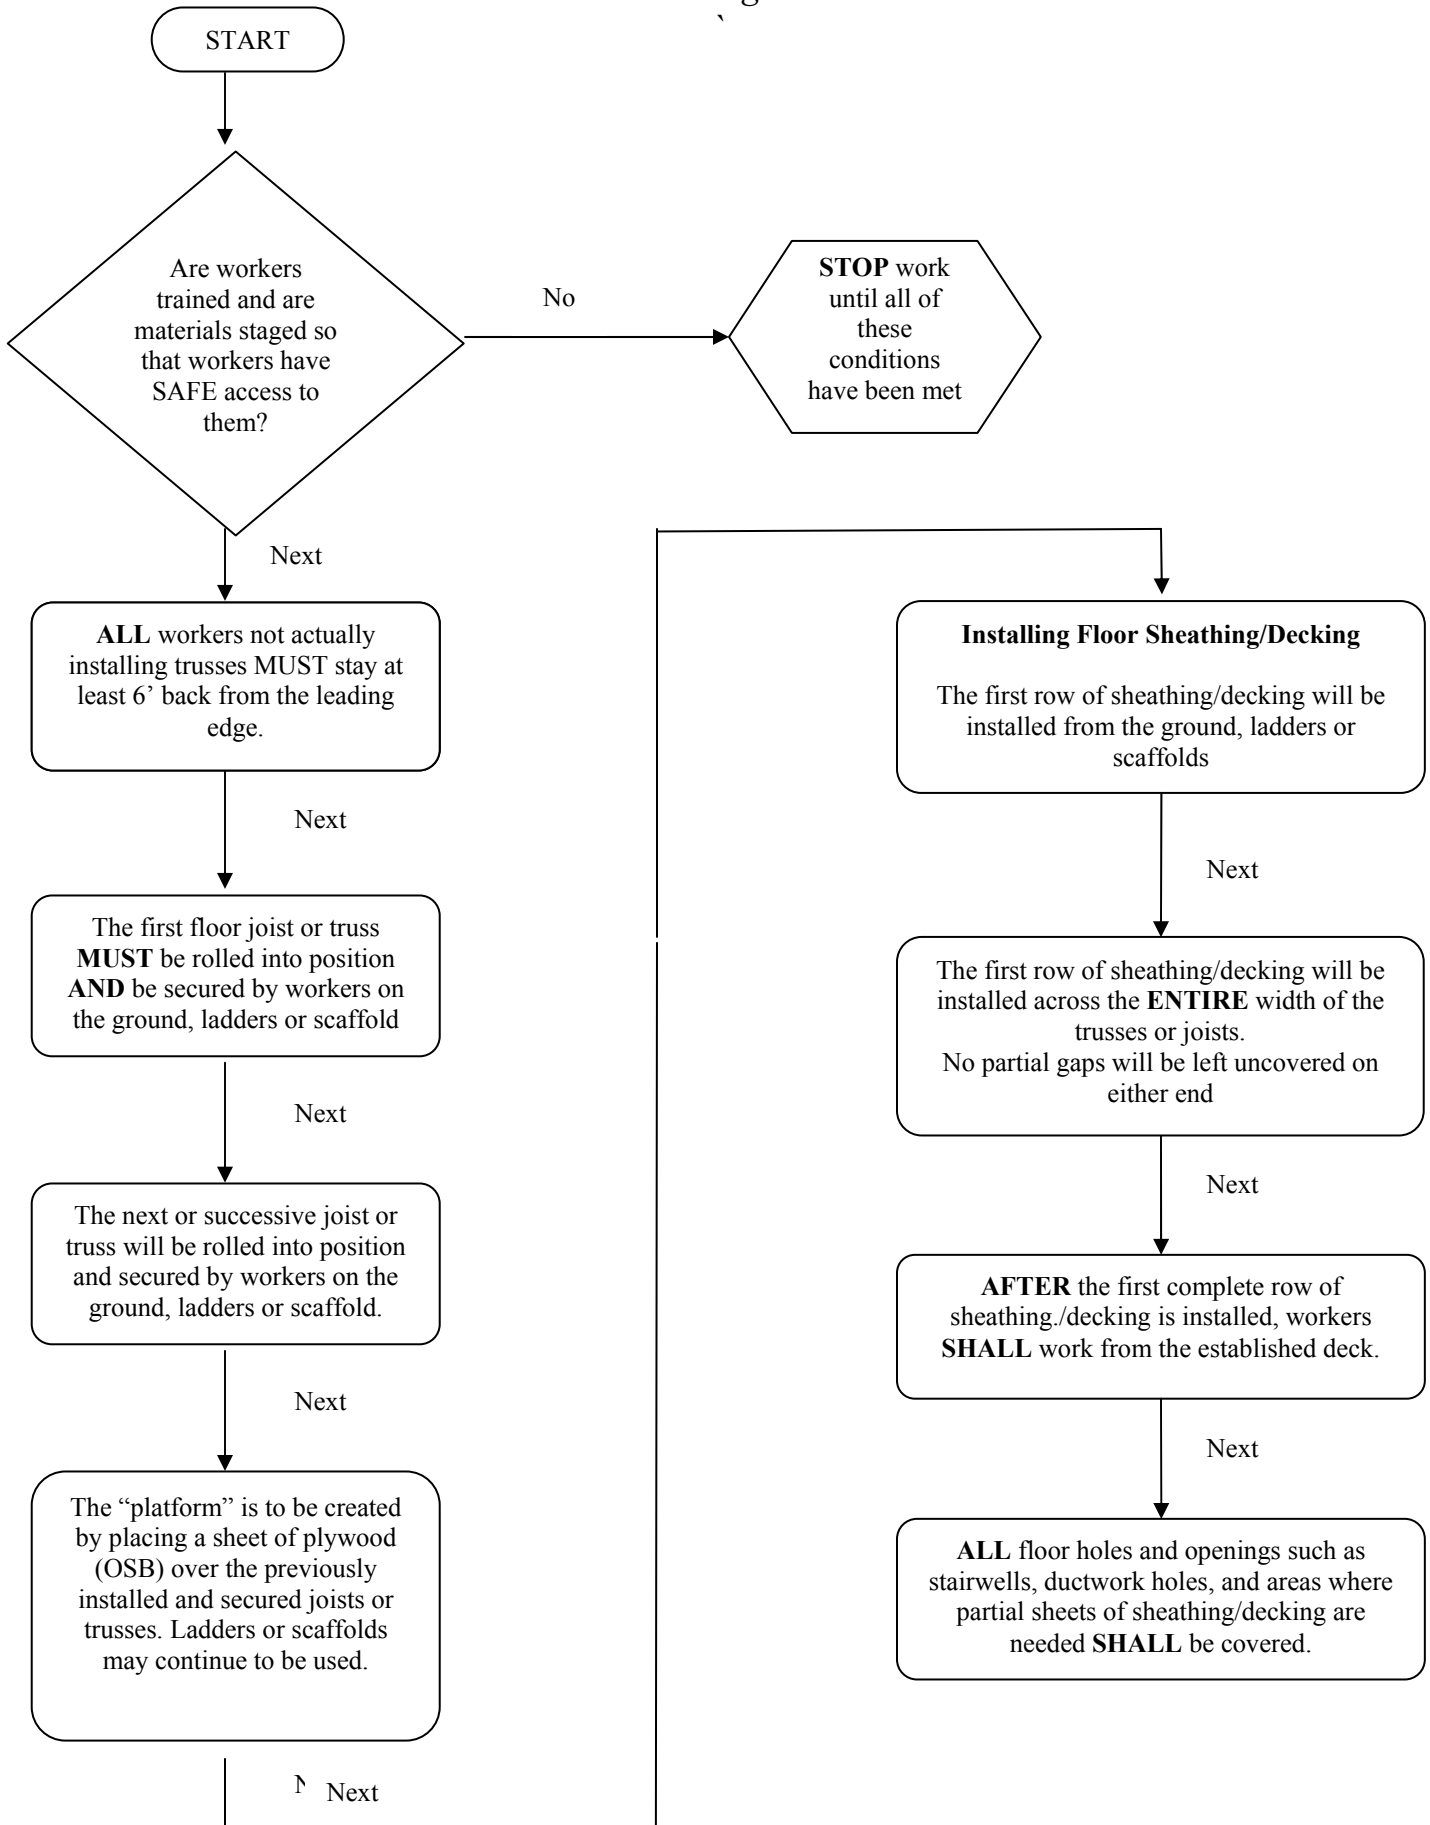 START
Are workers
trained and are
materials staged so
that workers have
SAFE access to
them?
No
STOP work
until all of
these
conditions
have been met
Next
ALL workers not actually
installing trusses MUST stay at
least 6’ back from the leading
edge.
Next
The first floor joist or truss
MUST be rolled into position
AND be secured by workers on
the ground, ladders or scaffold
Next
The next or successive joist or
truss will be rolled into position
and secured by workers on the
ground, ladders or scaffold.
Next
The “platform” is to be created
by placing a sheet of plywood
(OSB) over the previously
installed and secured joists or
trusses. Ladders or scaffolds
may continue to be used.
Next
Installing Floor Sheathing/Decking
The first row of sheathing/decking will be
installed from the ground, ladders or
scaffolds
Next
The first row of sheathing/decking will be
installed across the ENTIRE width of the
trusses or joists.
No partial gaps will be left uncovered on
either end
Next
AFTER the first complete row of
sheathing./decking is installed, workers
SHALL work from the established deck.
Next
ALL floor holes and openings such as
stairwells, ductwork holes, and areas where
partial sheets of sheathing/decking are
needed SHALL be covered.